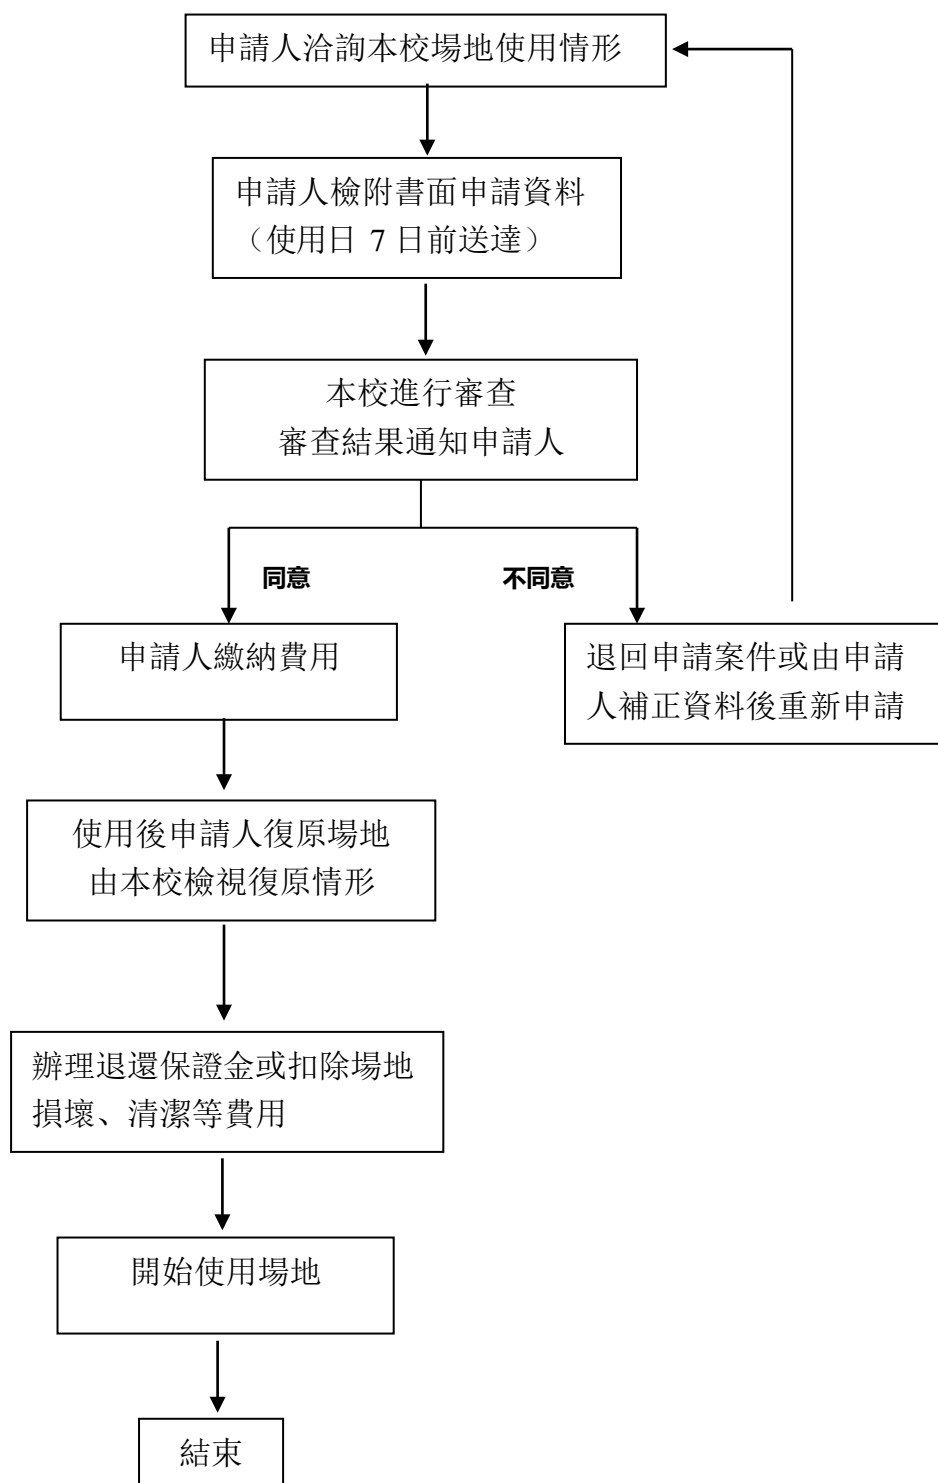 申請人洽詢本校場地使用情形
申請人檢附書面申請資料
（使用日 7 日前送達）
本校進行審查
審查結果通知申請人
同意
不同意
申請人繳納費用
退回申請案件或由申請
人補正資料後重新申請
使用後申請人復原場地
由本校檢視復原情形
辦理退還保證金或扣除場地
損壞、清潔等費用
開始使用場地
結束